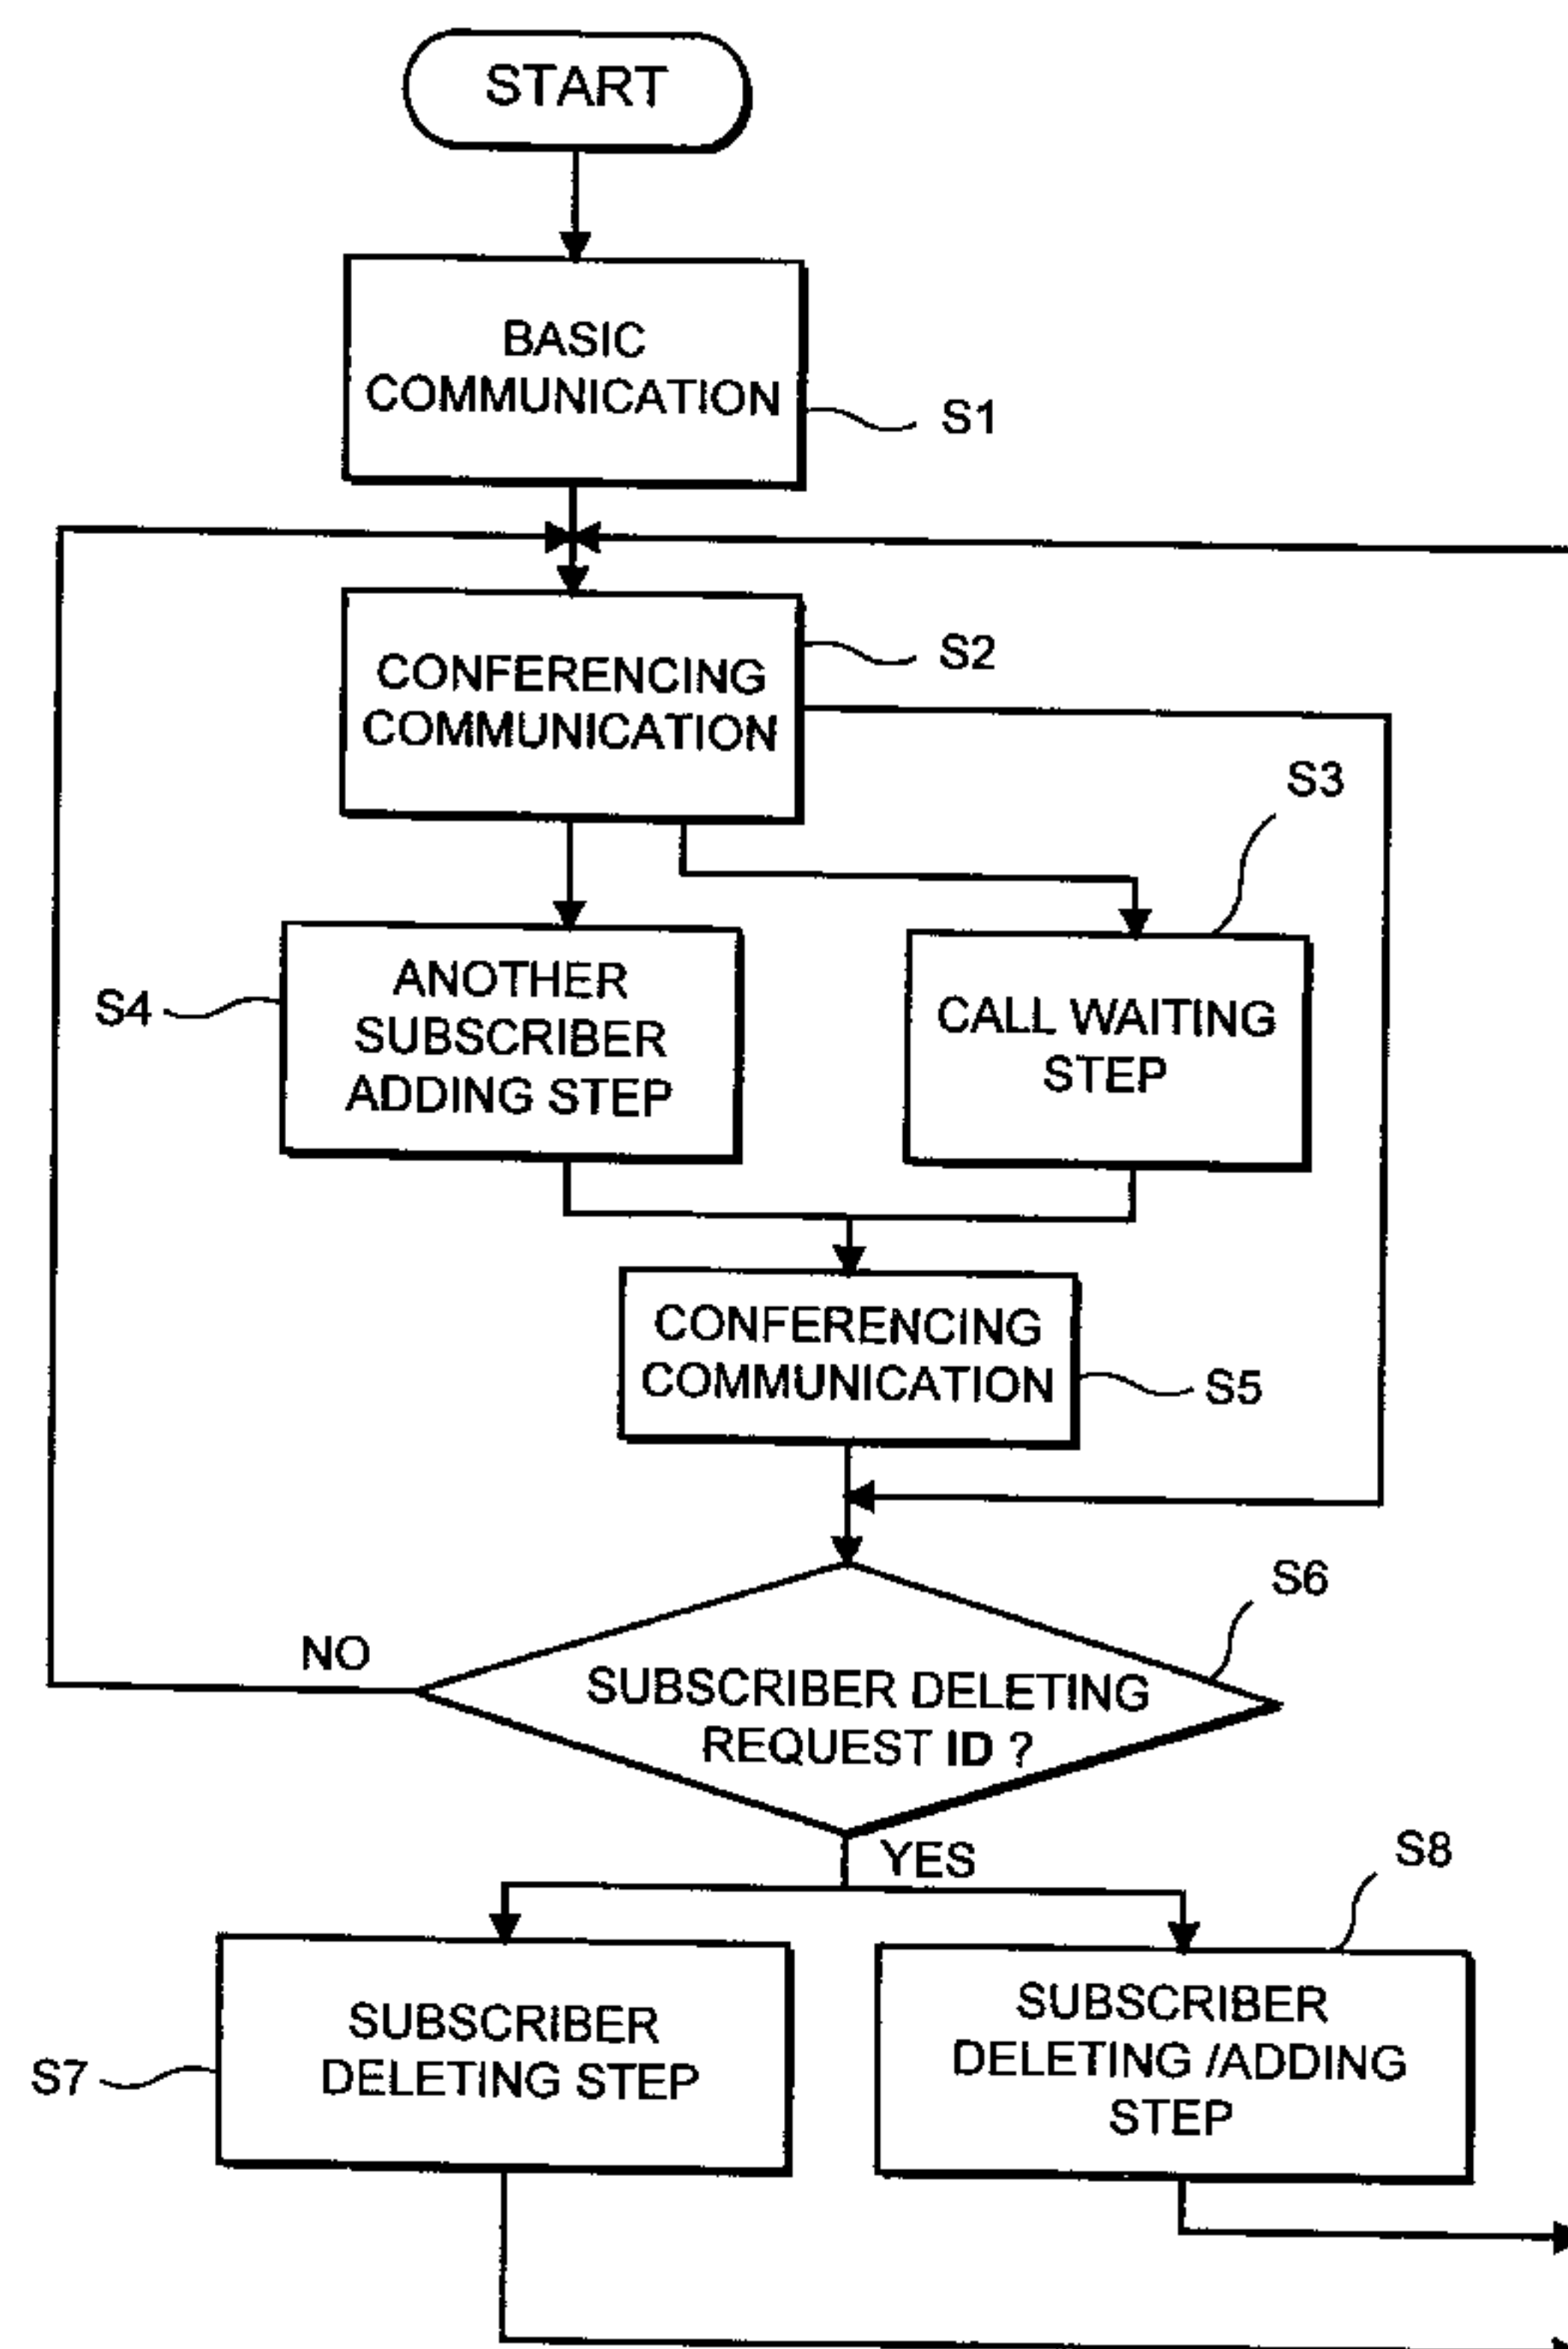 START
BASIC
COMMUNICATION
S1
CONFERENCING
COMMUNICATION
S2
S3
ANOTHER
SUBSCRIBER
ADDING STEP
S4
CALL WAITING
STEP
CONFERENCING
COMMUNICATION
S5
S6
NO
SUBSCRIBER DELETING
REQUEST ID ?
YES
S8
SUBSCRIBER
DELETING STEP
S7
SUBSCRIBER
DELETING /ADDING
STEP